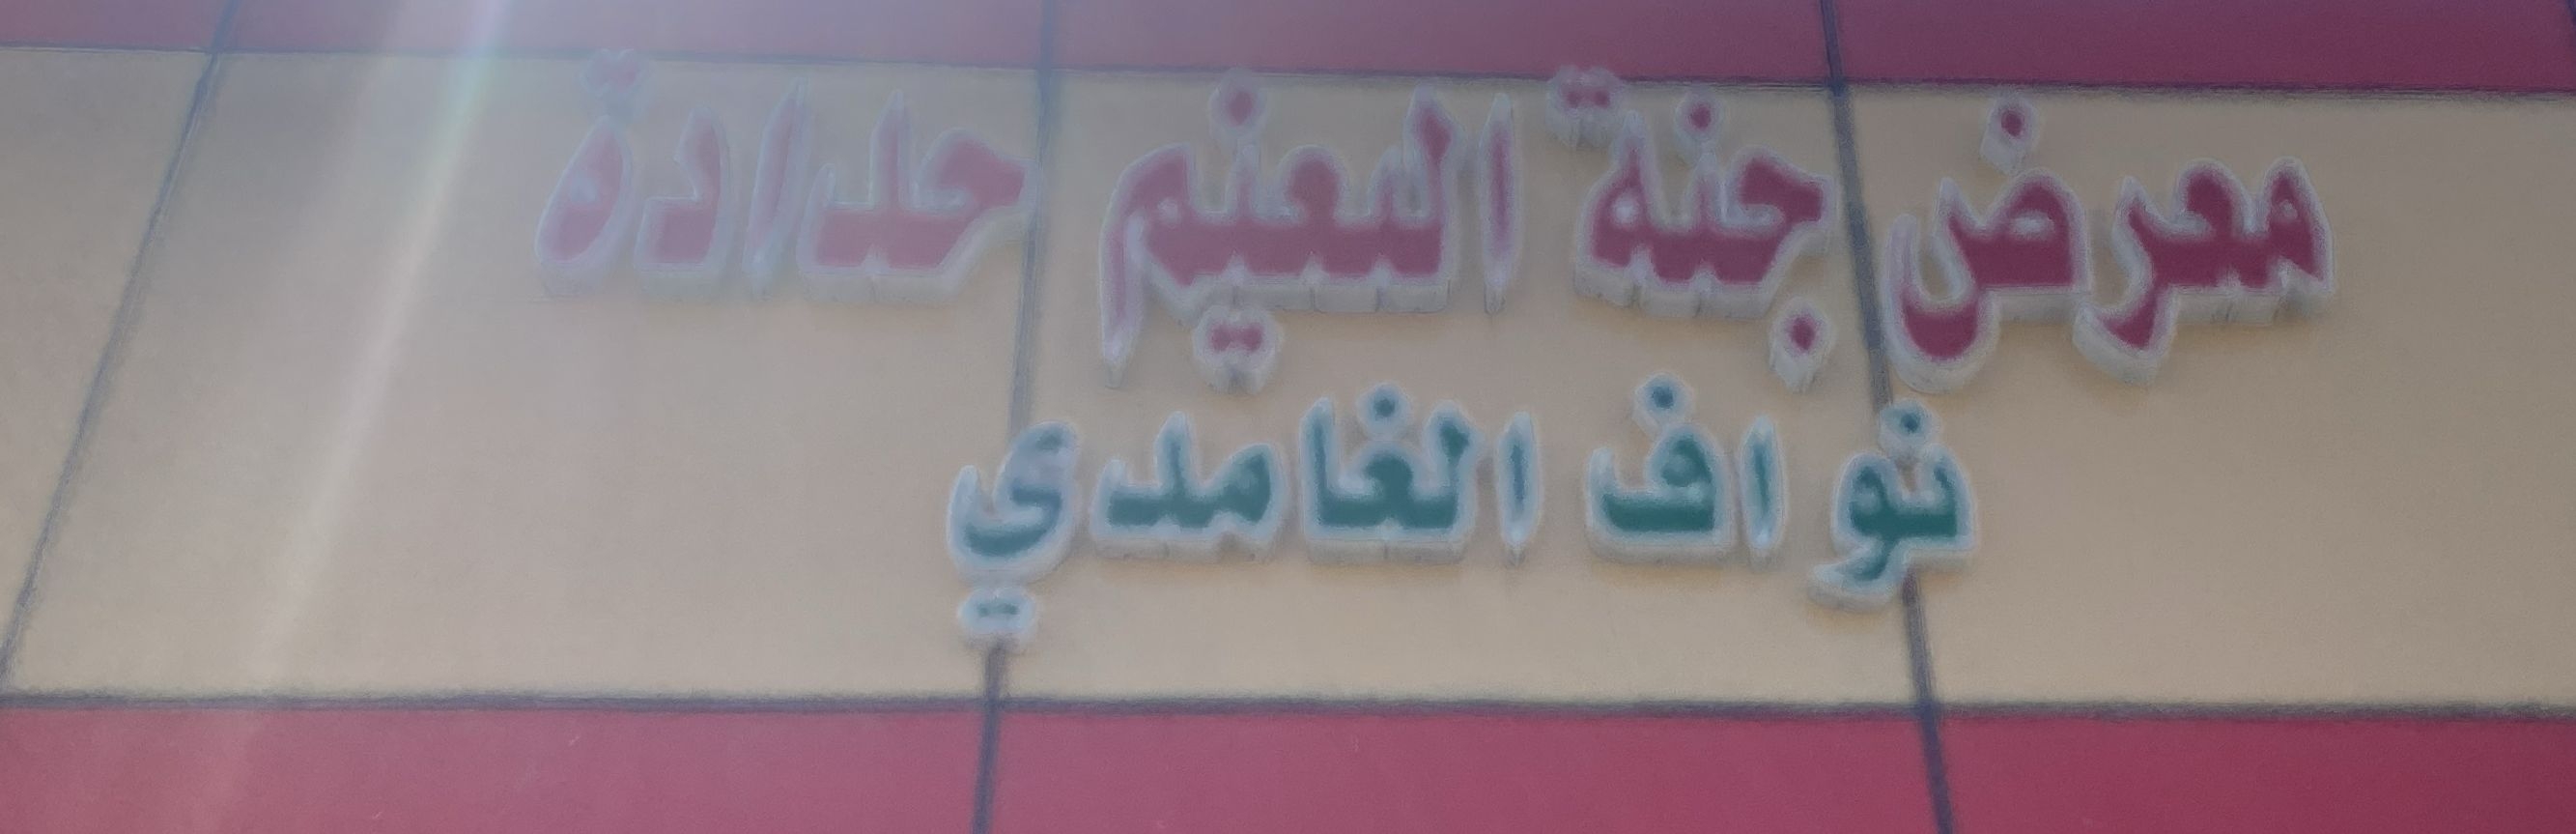 معرض جنة النعيم حدادة
نواف الغامدي